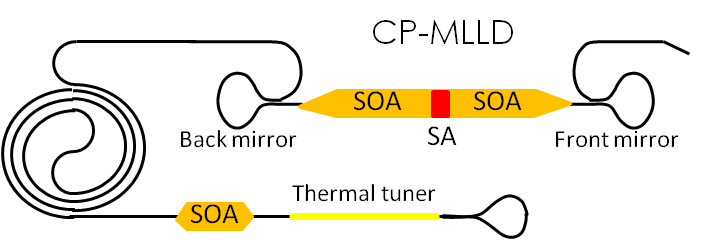 CP-MLLD
SOA
SOA
Back mirror
SA
Front mirror
Thermal tuner
SOA